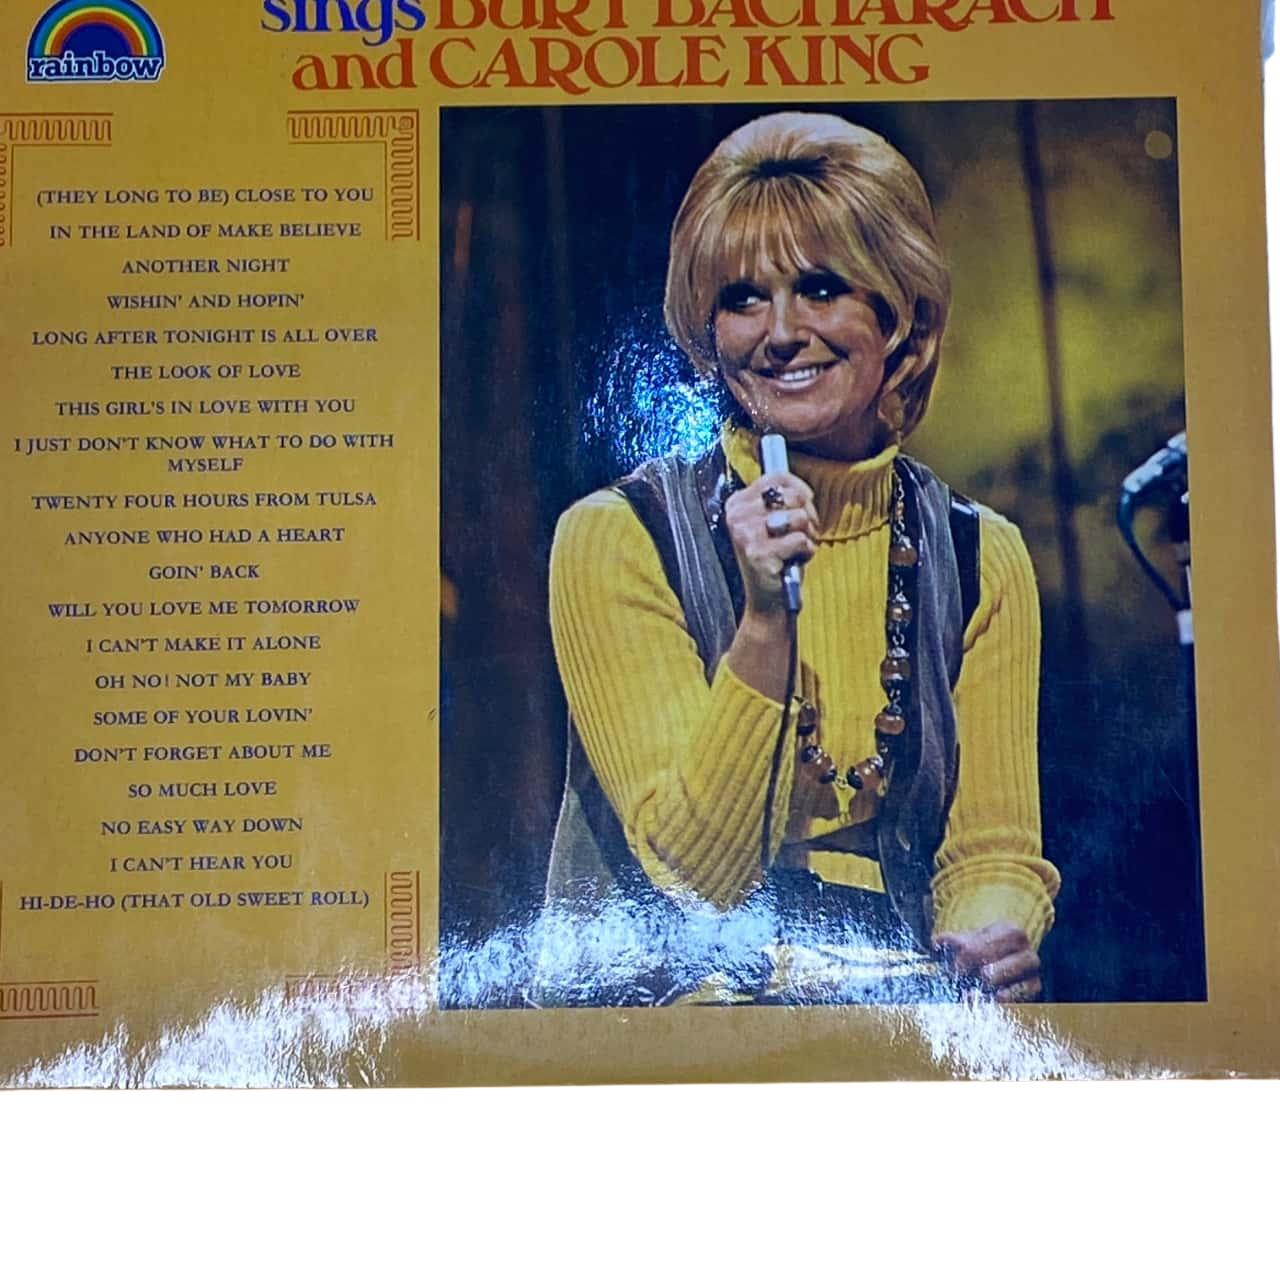 sings BURT BACHARACH
and CAROLE KING
rainbow
(THEY LONG TO BE) CLOSE TO YOU
IN THE LAND OF MAKE BELIEVE
ANOTHER NIGHT
WISHIN' AND HOPIN'
LONG AFTER TONIGHT IS ALL OVER
THE LOOK OF LOVE
THIS GIRL'S IN LOVE WITH YOU
I JUST DON'T KNOW WHAT TO DO WITH
MYSELF
TWENTY FOUR HOURS FROM TULSA
ANYONE WHO HAD A HEART
GOIN' BACK
WILL YOU LOVE ME TOMORROW
I CAN'T MAKE IT ALONE
OH NO! NOT MY BABY
SOME OF YOUR LOVIN'
DON'T FORGET ABOUT ME
SO MUCH LOVE
NO EASY WAY DOWN
I CAN'T HEAR YOU
HI-DE-HO (THAT OLD SWEET ROLL)